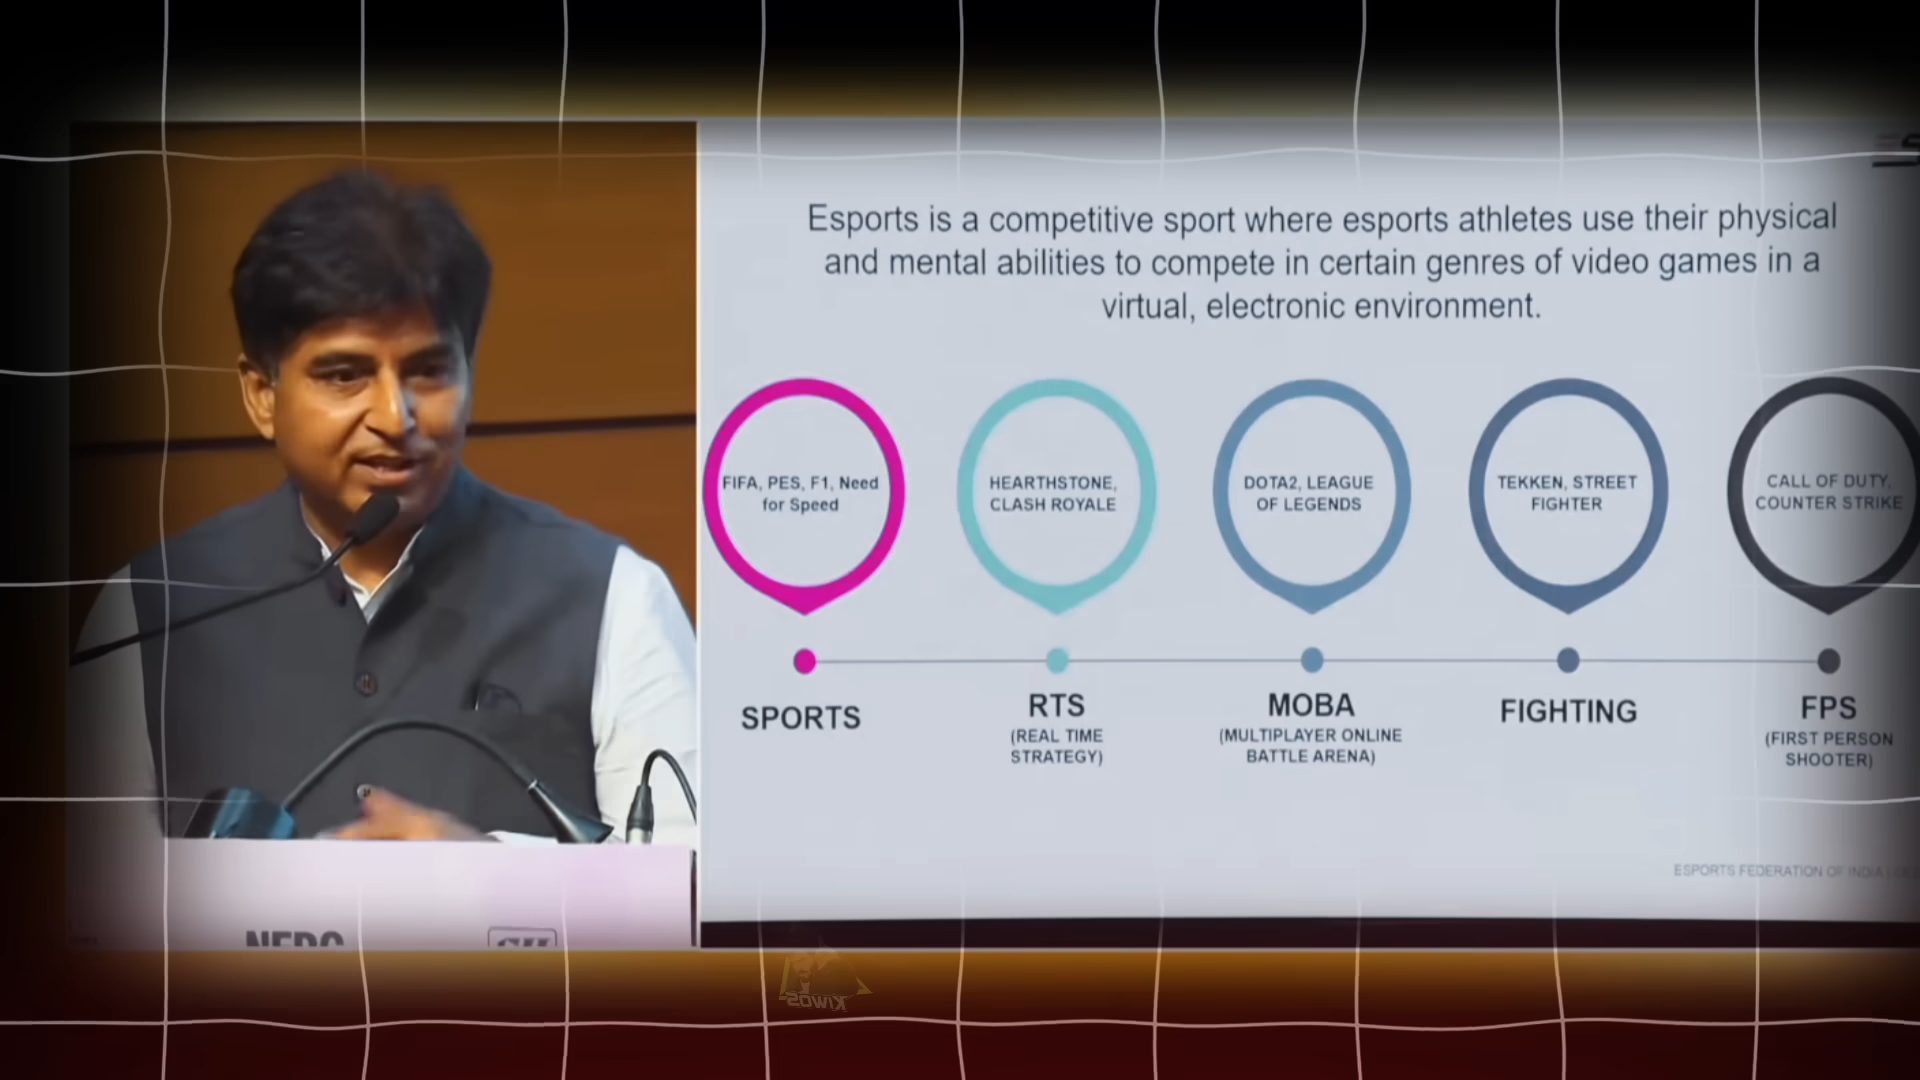 Esports is a competitive sport where esports athletes use their physical
and mental abilities to compete in certain genres of video games in a
virtual, electronic environment.
FIFA, PES, F1, Need
for Speed
HEARTHSTONE,
CLASH ROYALE
DOTA2, LEAGUE
OF LEGENDS
TEKKEN, STREET
FIGHTER
CALL OF DUTY,
COUNTER STRIKE
SPORTS
RTS
(REAL TIME
STRATEGY)
MOBA
(MULTIPLAYER ONLINE
BATTLE ARENA)
FIGHTING
FPS
(FIRST PERSON
SHOOTER)
ESPORTS FEDERATION OF INDIA